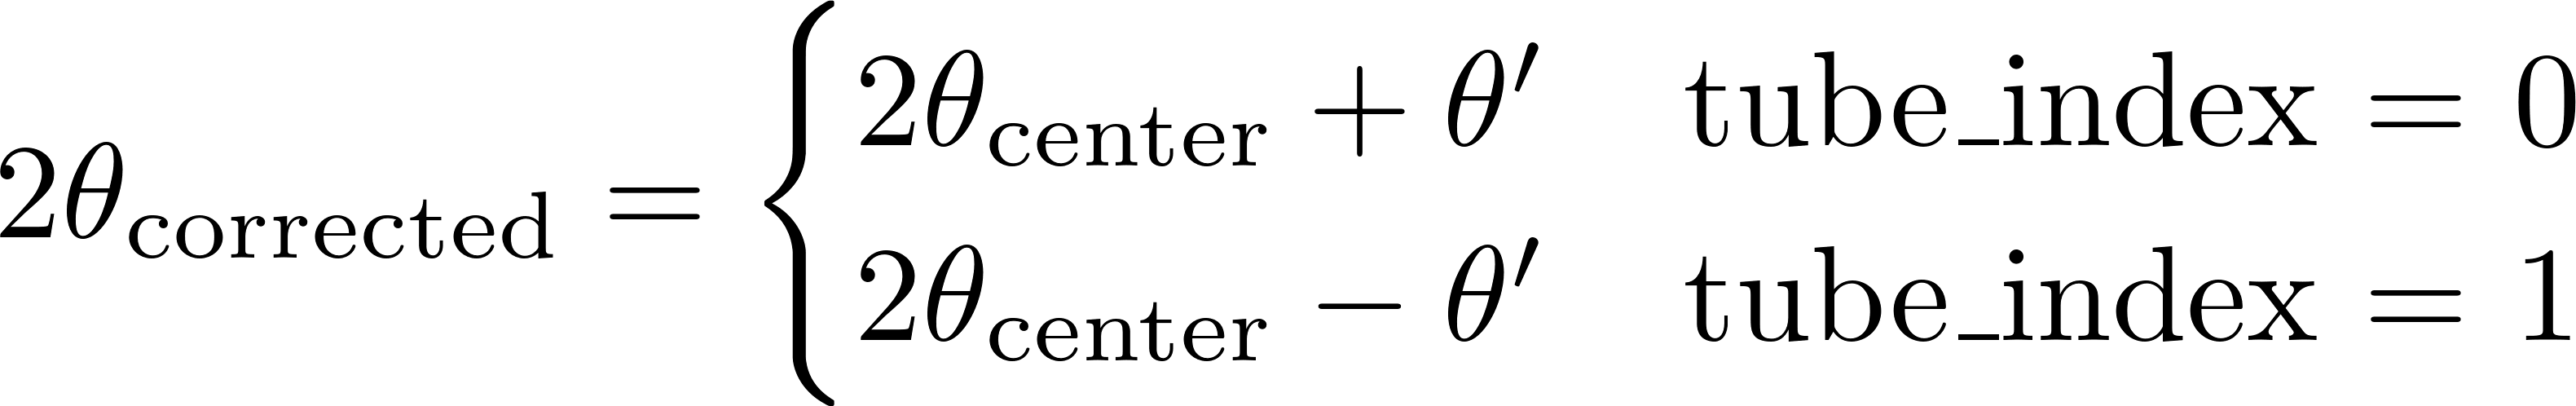 2θ_corrected = { 2θ_center + θ′ tube_index = 0
2θ_center − θ′ tube_index = 1